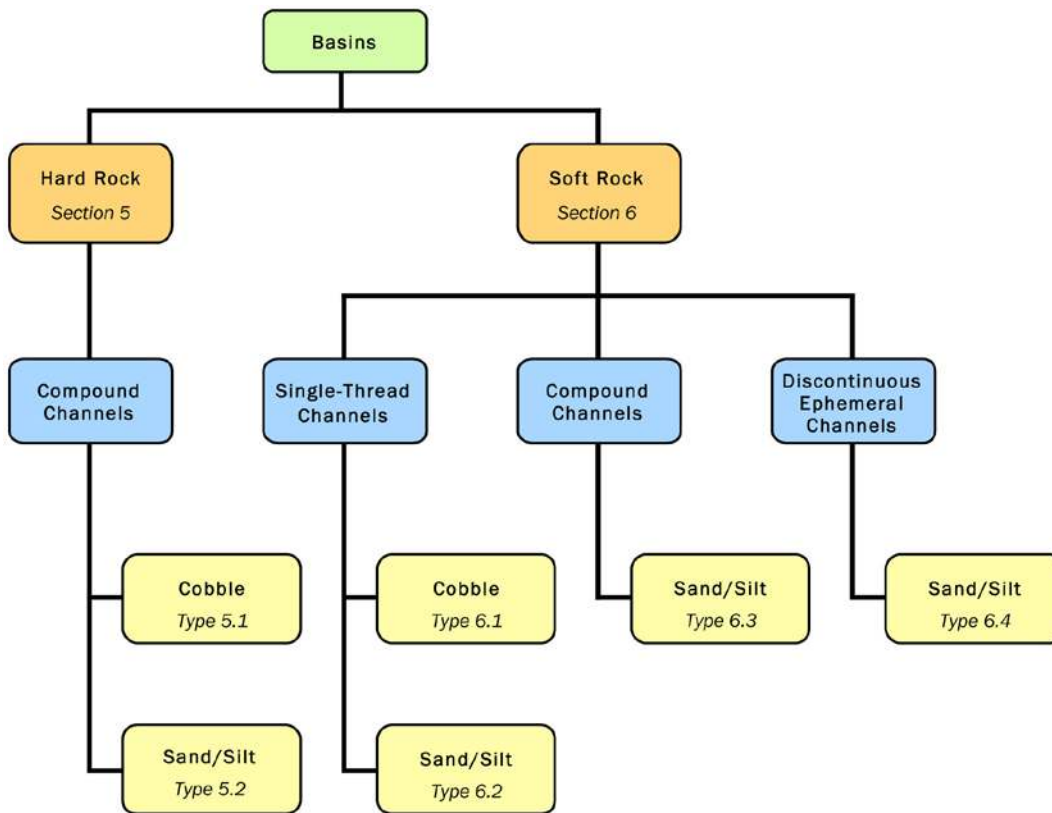 Basins
Hard Rock
Section 5
Soft Rock
Section 6
Compound
Channels
Single-Thread
Channels
Compound
Channels
Discontinuous
Ephemeral
Channels
Cobble
Type 5.1
Cobble
Type 6.1
Sand/Silt
Type 6.3
Sand/Silt
Type 6.4
Sand/Silt
Type 5.2
Sand/Silt
Type 6.2